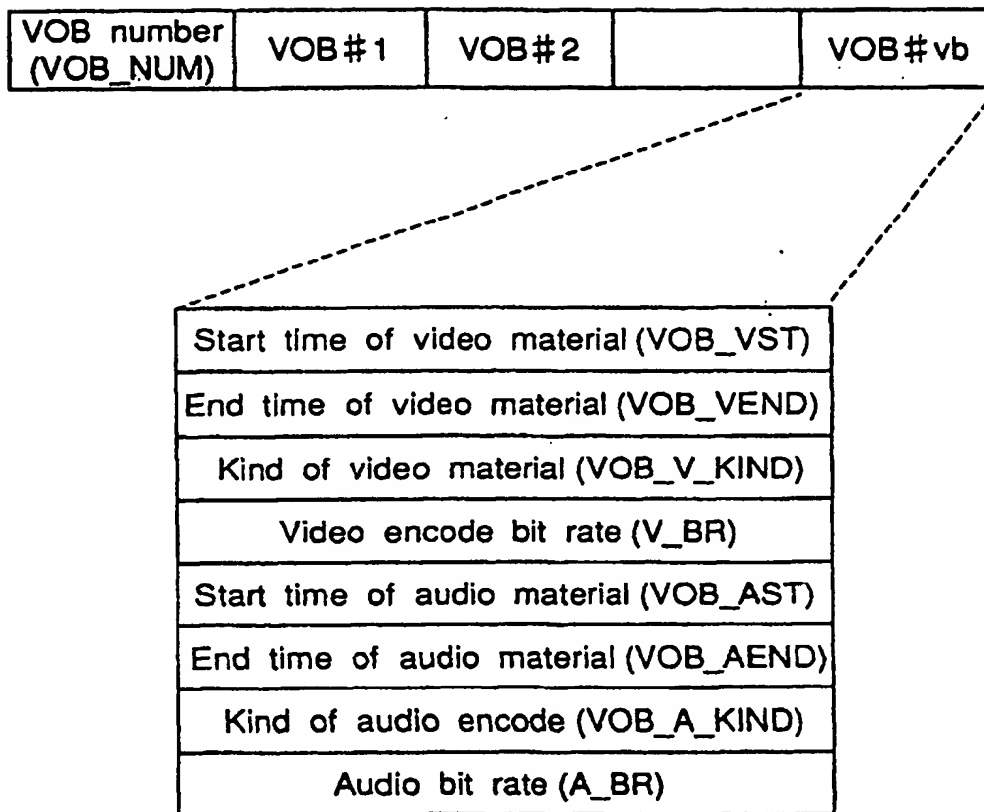 VOB number
(VOB_NUM)
VOB#1
VOB#2
VOB#vb
Start time of video material (VOB_VST)
End time of video material (VOB_VEND)
Kind of video material (VOB_V_KIND)
Video encode bit rate (V_BR)
Start time of audio material (VOB_AST)
End time of audio material (VOB_AEND)
Kind of audio encode (VOB_A_KIND)
Audio bit rate (A_BR)